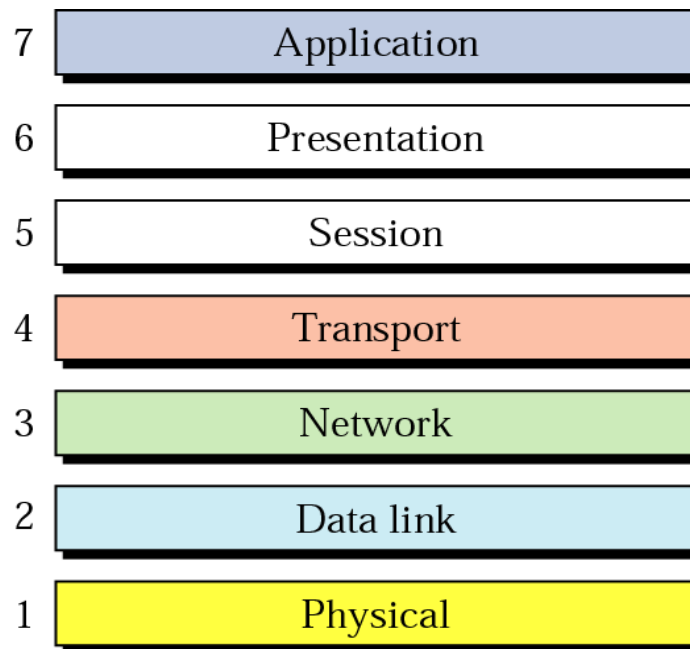 7 Application
6 Presentation
5 Session
4 Transport
3 Network
2 Data link
1 Physical